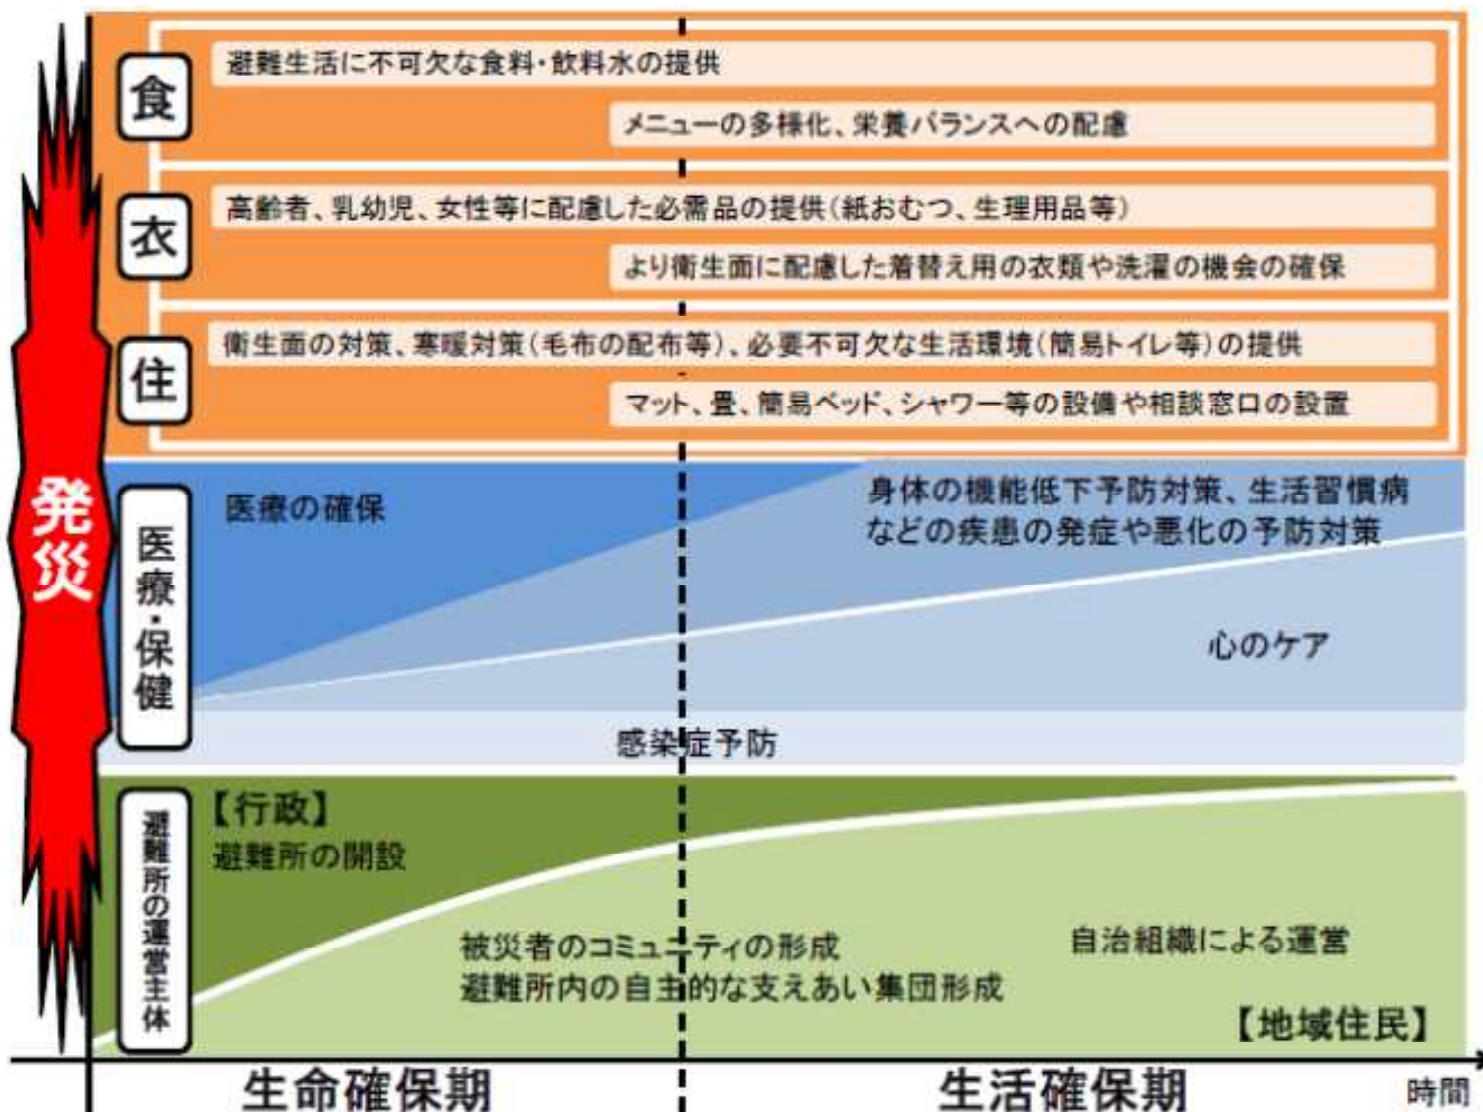 発災
食
避難生活に不可欠な食料・飲料水の提供
メニューの多様化、栄養バランスへの配慮
衣
高齢者、乳幼児、女性等に配慮した必需品の提供(紙おむつ、生理用品等)
より衛生面に配慮した着替え用の衣類や洗濯の機会の確保
住
衛生面の対策、寒暖対策(毛布の配布等)、必要不可欠な生活環境(簡易トイレ等)の提供
マット、畳、簡易ベッド、シャワー等の設備や相談窓口の設置
医療・保健
医療の確保
身体の機能低下予防対策、生活習慣病
などの疾患の発症や悪化の予防対策
心のケア
感染症予防
避難所の運営主体
【行政】
避難所の開設
被災者のコミュニティの形成
避難所内の自主的な支えあい集団形成
自治組織による運営
【地域住民】
生命確保期
生活確保期
時間